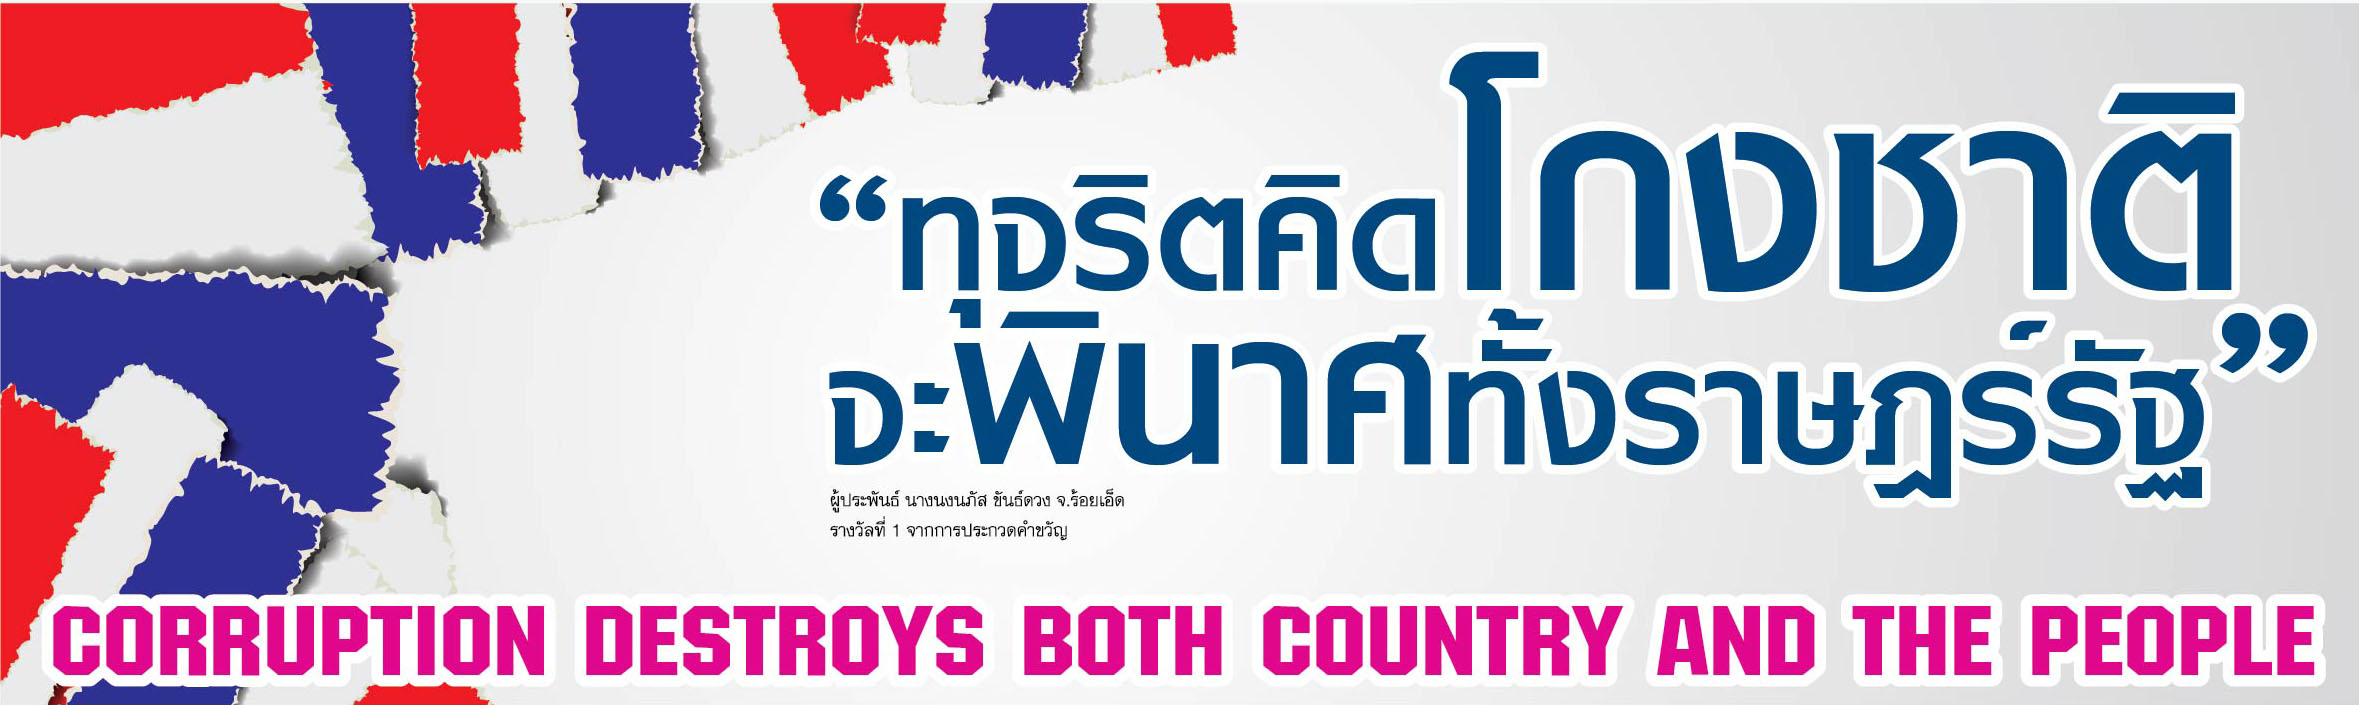 “ทุจริตคิดโกงชาติ
จะพินาศทั้งราษฎร์รัฐ”
ผู้ประพันธ์ นางนงนภัส ขันธ์ดวง จ.ร้อยเอ็ด
รางวัลที่ 1 จากการประกวดคำขวัญ
CORRUPTION DESTROYS BOTH COUNTRY AND THE PEOPLE